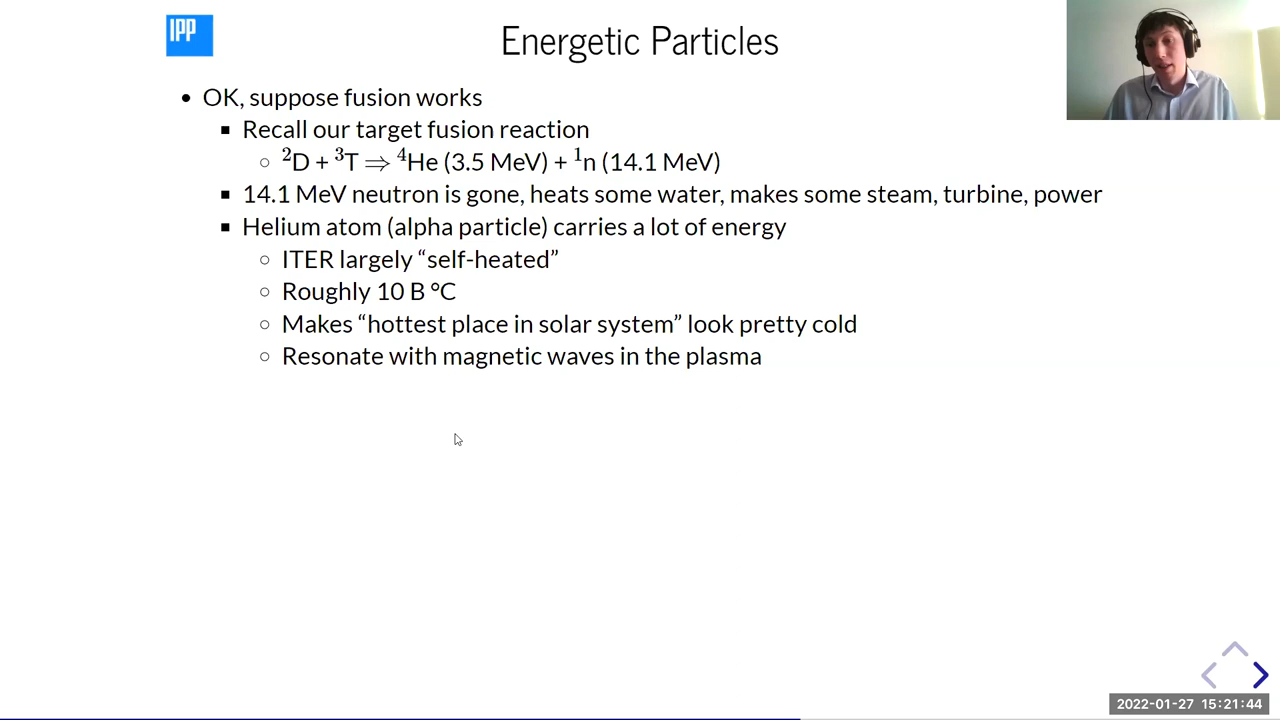 IPP
Energetic Particles
• OK, suppose fusion works
▪ Recall our target fusion reaction
○ ²D + ³T ⇒ ⁴He (3.5 MeV) + ¹n (14.1 MeV)
▪ 14.1 MeV neutron is gone, heats some water, makes some steam, turbine, power
▪ Helium atom (alpha particle) carries a lot of energy
○ ITER largely “self-heated”
○ Roughly 10 B °C
○ Makes “hottest place in solar system” look pretty cold
○ Resonate with magnetic waves in the plasma
2022-01-27 15:21:44